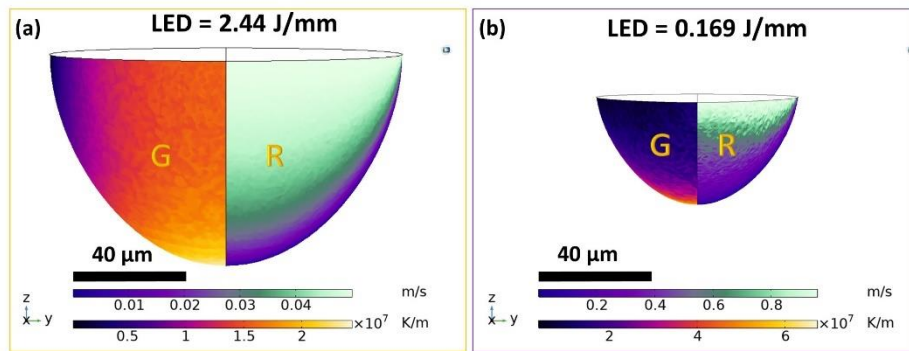 (a) LED = 2.44 J/mm
G R
40 µm
0.01 0.02 0.03 0.04 m/s
0.5 1 1.5 2 ×10⁷ K/m
z
x y
(b) LED = 0.169 J/mm
G R
40 µm
0.2 0.4 0.6 0.8 m/s
2 4 6 ×10⁷ K/m
z
x y